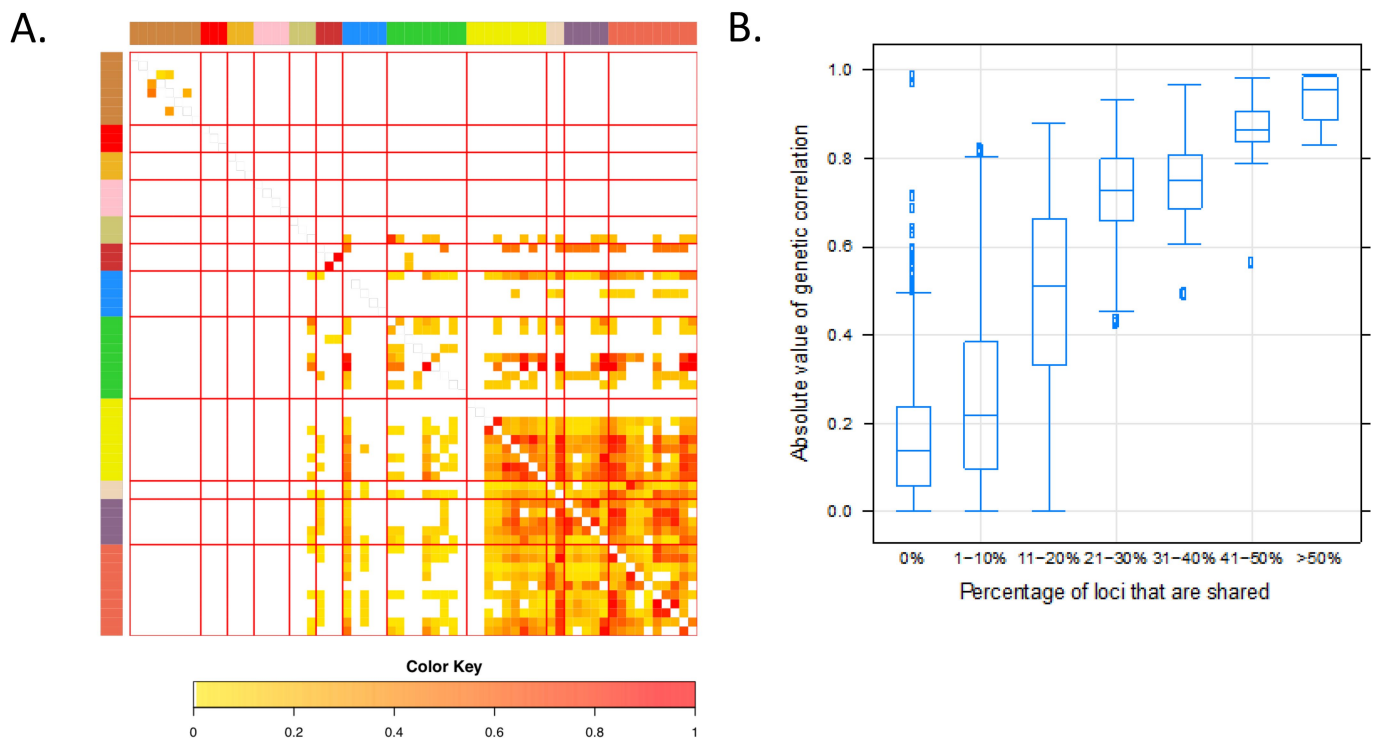 A.
Color Key
0 0.2 0.4 0.6 0.8 1
B.
Absolute value of genetic correlation
1.0
0.8
0.6
0.4
0.2
0.0
0% 1-10% 11-20% 21-30% 31-40% 41-50% >50%
Percentage of loci that are shared